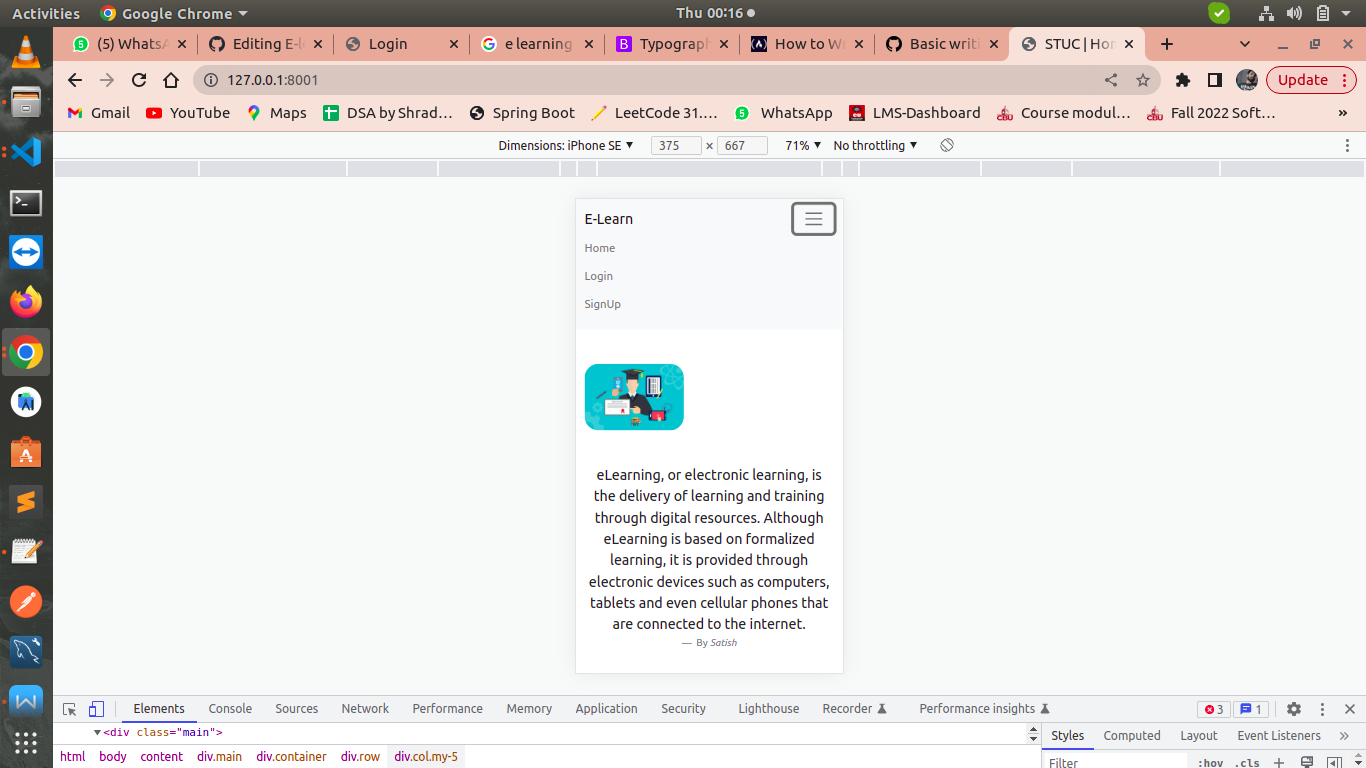 Activities
Google Chrome
Thu 00:16
(5) WhatsA
Editing E-l
Login
e learning
Typograph
How to Wr
Basic writi
STUC | Hor
127.0.0.1:8001
Update
Gmail
YouTube
Maps
DSA by Shrad…
Spring Boot
LeetCode 31.…
WhatsApp
LMS-Dashboard
Course modul…
Fall 2022 Soft…
»
Dimensions: iPhone SE
375
×
667
71%
No throttling
E-Learn
Home
Login
SignUp
eLearning, or electronic learning, is
the delivery of learning and training
through digital resources. Although
eLearning is based on formalized
learning, it is provided through
electronic devices such as computers,
tablets and even cellular phones that
are connected to the internet.
— By Satish
Elements
Console
Sources
Network
Performance
Memory
Application
Security
Lighthouse
Recorder
Performance insights
3
1
<div class="main">
Styles
Computed
Layout
Event Listeners
»
html
body
content
div.main
div.container
div.row
div.col.my-5
Filter
:hov
.cls
+